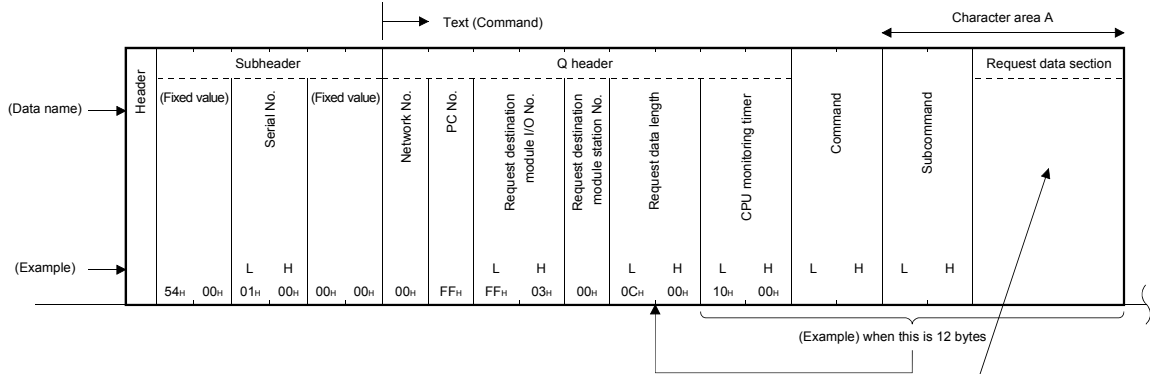 Text (Command)
Character area A
Subheader
Q header
Request data section
(Data name)
Header
(Fixed value)
Serial No.
(Fixed value)
Network No.
PC No.
Request destination
module I/O No.
Request destination
module station No.
Request data length
CPU monitoring timer
Command
Subcommand
(Example)
L H L H L H L H L H L H
54H 00H 01H 00H 00H 00H 00H FFH FFH 03H 00H 0CH 00H 10H 00H
(Example) when this is 12 bytes